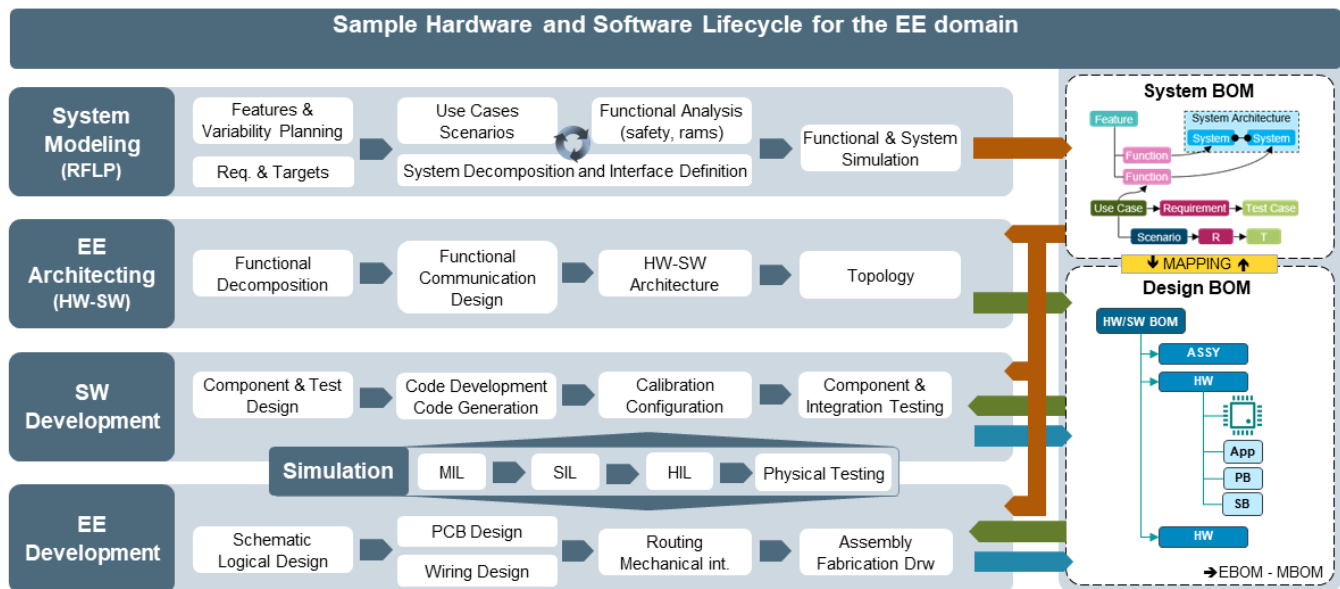 Sample Hardware and Software Lifecycle for the EE domain
System
Modeling
(RFLP)
Features &
Variability Planning
Req. & Targets
Use Cases
Scenarios
Functional Analysis
(safety, rams)
System Decomposition and Interface Definition
Functional & System
Simulation
EE
Architecting
(HW-SW)
Functional
Decomposition
Functional
Communication
Design
HW-SW
Architecture
Topology
SW
Development
Component & Test
Design
Code Development
Code Generation
Calibration
Configuration
Component &
Integration Testing
Simulation
MIL
SIL
HIL
Physical Testing
EE
Development
Schematic
Logical Design
PCB Design
Wiring Design
Routing
Mechanical int.
Assembly
Fabrication Drw
System BOM
Feature
System Architecture
System
System
Function
Function
Use Case
Requirement
Test Case
Scenario
R
T
MAPPING
Design BOM
HW/SW BOM
ASSY
HW
App
PB
SB
HW
EBOM - MBOM